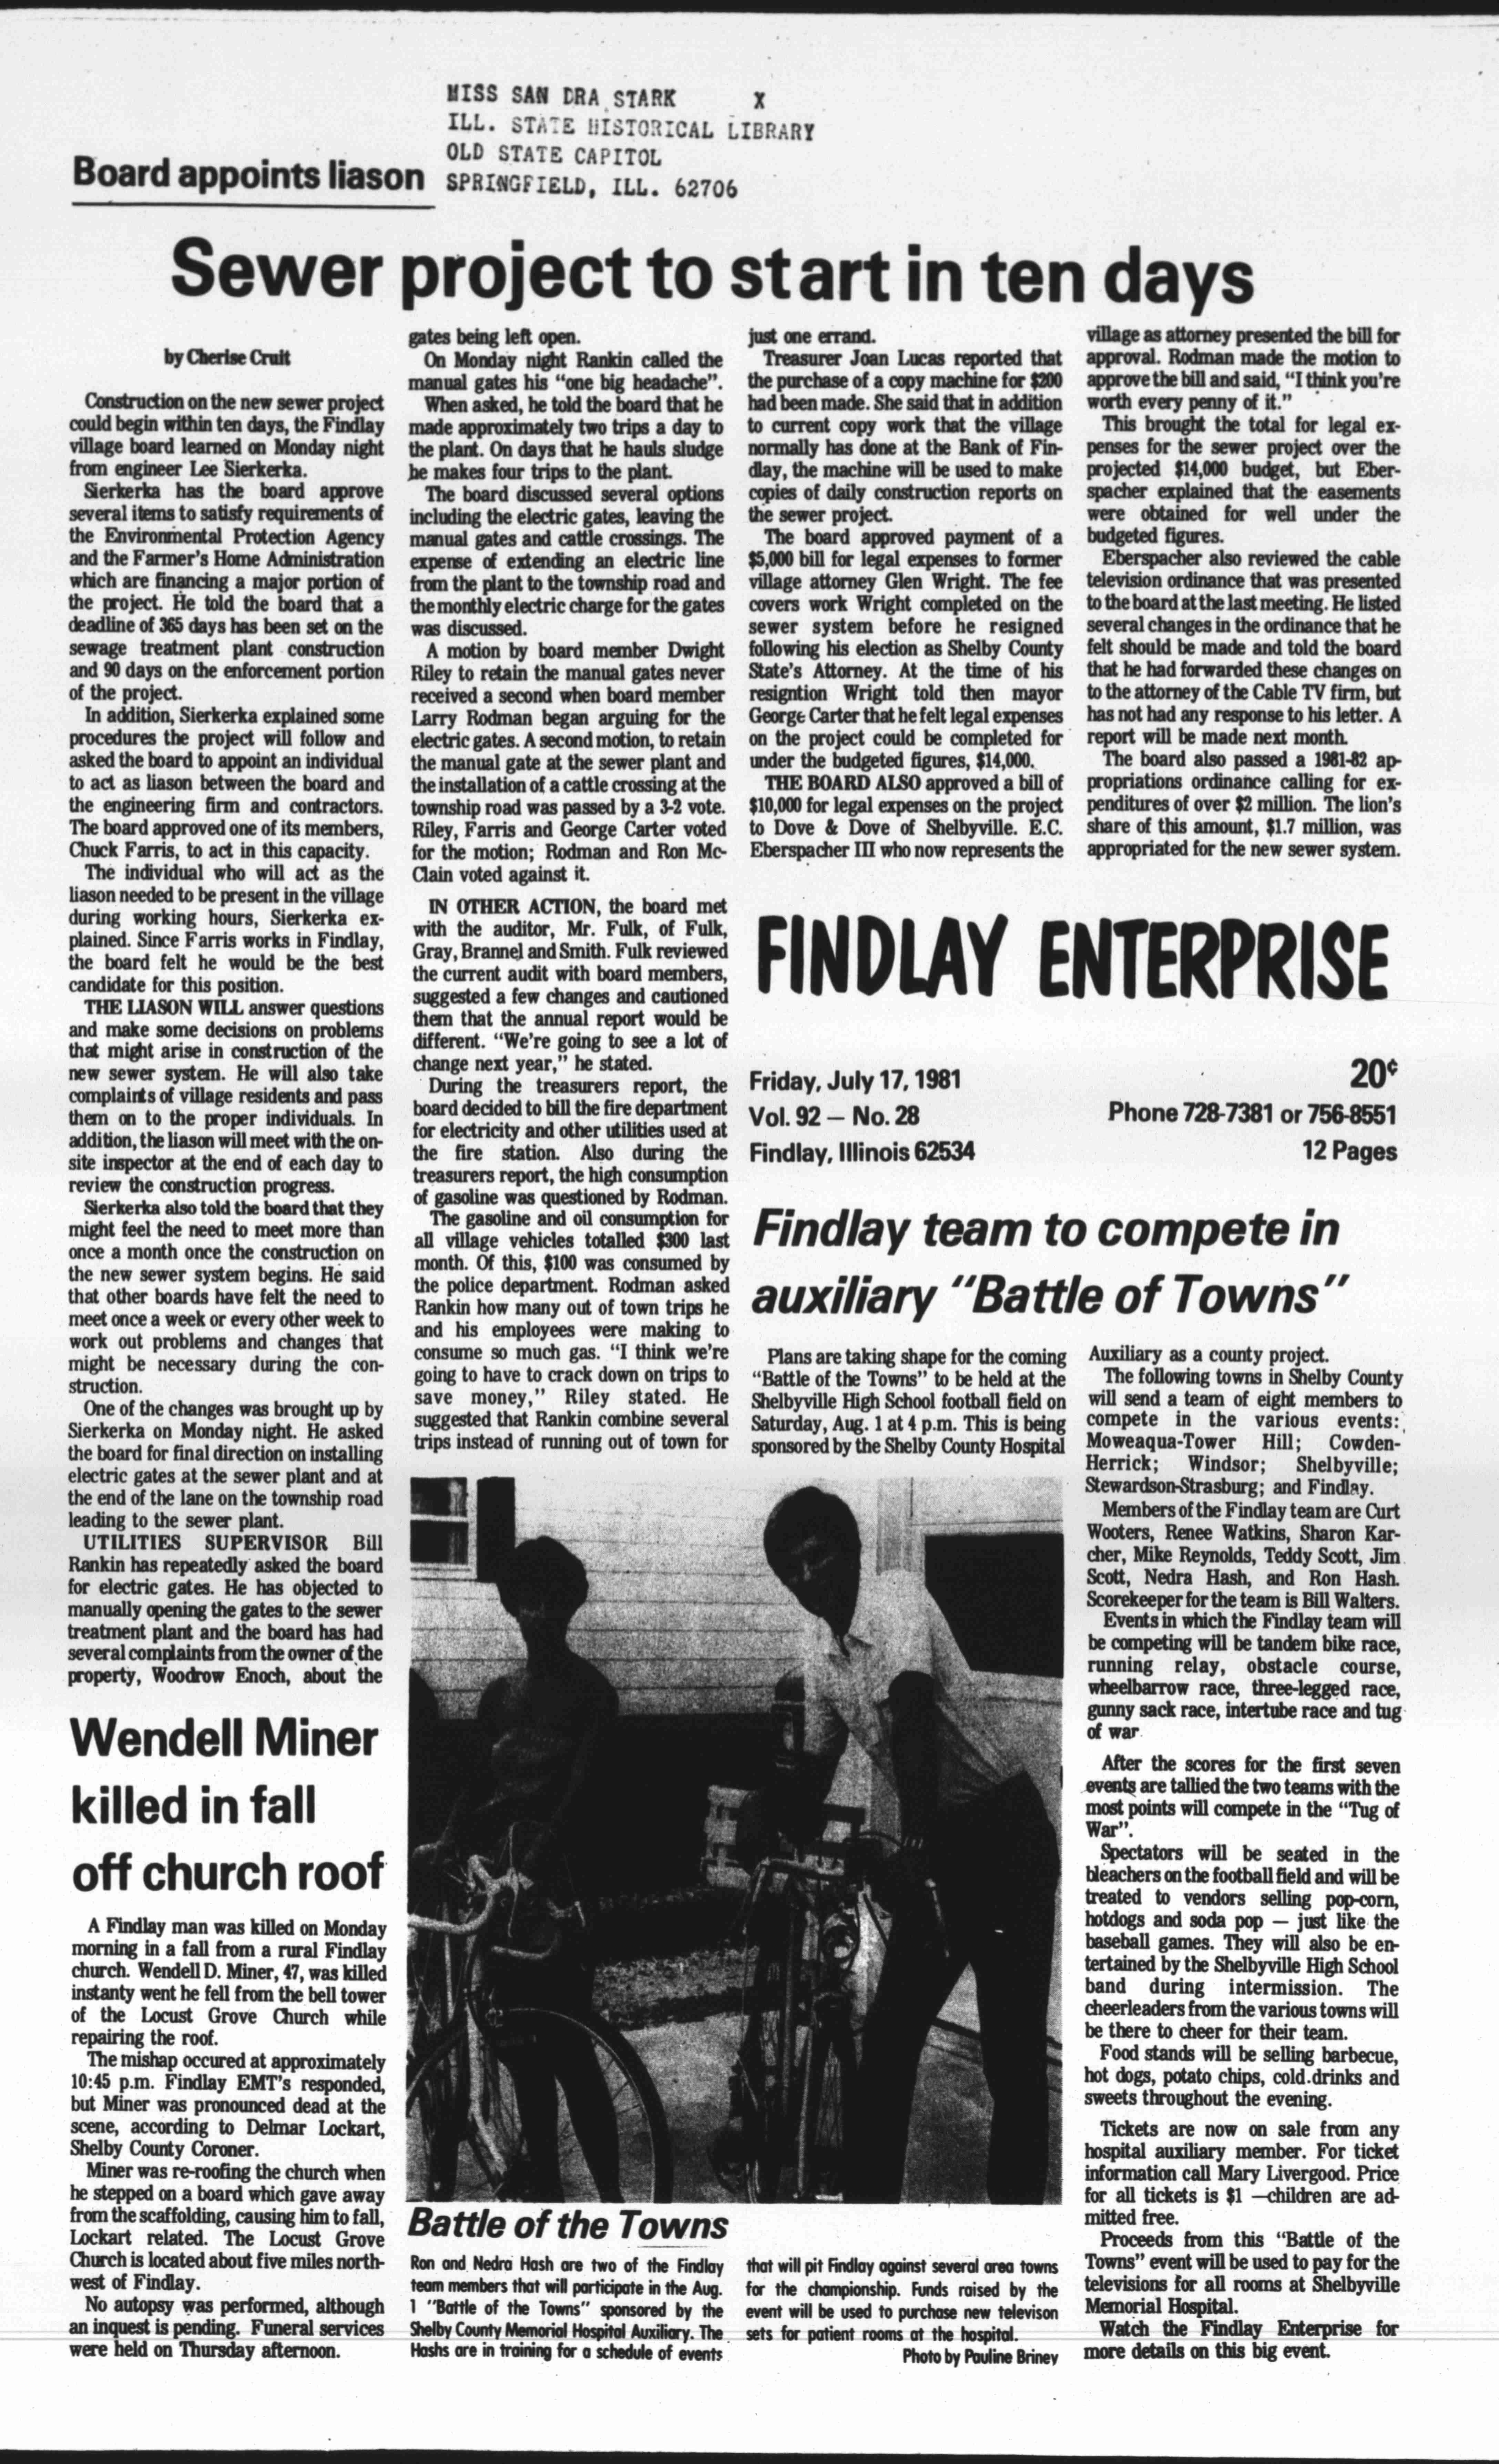 MISS SAN DRA STARK X
ILL. STATE HISTORICAL LIBRARY
OLD STATE CAPITOL
SPRINGFIELD, ILL. 62706
Board appoints liason
Sewer project to start in ten days
by Cherise Cruit
Construction on the new sewer project
could begin within ten days, the Findlay
village board learned on Monday night
from engineer Lee Sierkerka.
Sierkerka has the board approve
several items to satisfy requirements of
the Environmental Protection Agency
and the Farmer's Home Administration
which are financing a major portion of
the project. He told the board that a
deadline of 365 days has been set on the
sewage treatment plant construction
and 90 days on the enforcement portion
of the project.
In addition, Sierkerka explained some
procedures the project will follow and
asked the board to appoint an individual
to act as liason between the board and
the engineering firm and contractors.
The board approved one of its members,
Chuck Farris, to act in this capacity.
The individual who will act as the
liason needed to be present in the village
during working hours, Sierkerka ex-
plained. Since Farris works in Findlay,
the board felt he would be the best
candidate for this position.
THE LIASON WILL answer questions
and make some decisions on problems
that might arise in construction of the
new sewer system. He will also take
complaints of village residents and pass
them on to the proper individuals. In
addition, the liason will meet with the on-
site inspector at the end of each day to
review the construction progress.
Sierkerka also told the board that they
might feel the need to meet more than
once a month once the construction on
the new sewer system begins. He said
that other boards have felt the need to
meet once a week or every other week to
work out problems and changes that
might be necessary during the con-
struction.
One of the changes was brought up by
Sierkerka on Monday night. He asked
the board for final direction on installing
electric gates at the sewer plant and at
the end of the lane on the township road
leading to the sewer plant.
UTILITIES SUPERVISOR Bill
Rankin has repeatedly asked the board
for electric gates. He has objected to
manually opening the gates to the sewer
treatment plant and the board has had
several complaints from the owner of the
property, Woodrow Enoch, about the
gates being left open.
On Monday night Rankin called the
manual gates his "one big headache".
When asked, he told the board that he
made approximately two trips a day to
the plant. On days that he hauls sludge
he makes four trips to the plant.
The board discussed several options
including the electric gates, leaving the
manual gates and cattle crossings. The
expense of extending an electric line
from the plant to the township road and
the monthly electric charge for the gates
was discussed.
A motion by board member Dwight
Riley to retain the manual gates never
received a second when board member
Larry Rodman began arguing for the
electric gates. A second motion, to retain
the manual gate at the sewer plant and
the installation of a cattle crossing at the
township road was passed by a 3-2 vote.
Riley, Farris and George Carter voted
for the motion; Rodman and Ron Mc-
Clain voted against it.
IN OTHER ACTION, the board met
with the auditor, Mr. Fulk, of Fulk,
Gray, Brannel and Smith. Fulk reviewed
the current audit with board members,
suggested a few changes and cautioned
them that the annual report would be
different. "We're going to see a lot of
change next year," he stated.
During the treasurers report, the
board decided to bill the fire department
for electricity and other utilities used at
the fire station. Also during the
treasurers report, the high consumption
of gasoline was questioned by Rodman.
The gasoline and oil consumption for
all village vehicles totalled $300 last
month. Of this, $100 was consumed by
the police department. Rodman asked
Rankin how many out of town trips he
and his employees were making to
consume so much gas. "I think we're
going to have to crack down on trips to
save money," Riley stated. He
suggested that Rankin combine several
trips instead of running out of town for
just one errand.
Treasurer Joan Lucas reported that
the purchase of a copy machine for $200
had been made. She said that in addition
to current copy work that the village
normally has done at the Bank of Fin-
dlay, the machine will be used to make
copies of daily construction reports on
the sewer project.
The board approved payment of a
$5,000 bill for legal expenses to former
village attorney Glen Wright. The fee
covers work Wright completed on the
sewer system before he resigned
following his election as Shelby County
State's Attorney. At the time of his
resigntion Wright told then mayor
George Carter that he felt legal expenses
on the project could be completed for
under the budgeted figures, $14,000.
THE BOARD ALSO approved a bill of
$10,000 for legal expenses on the project
to Dove & Dove of Shelbyville. E.C.
Eberspacher III who now represents the
village as attorney presented the bill for
approval. Rodman made the motion to
approve the bill and said, "I think you're
worth every penny of it."
This brought the total for legal ex-
penses for the sewer project over the
projected $14,000 budget, but Eber-
spacher explained that the easements
were obtained for well under the
budgeted figures.
Eberspacher also reviewed the cable
television ordinance that was presented
to the board at the last meeting. He listed
several changes in the ordinance that he
felt should be made and told the board
that he had forwarded these changes on
to the attorney of the Cable TV firm, but
has not had any response to his letter. A
report will be made next month.
The board also passed a 1981-82 ap-
propriations ordinance calling for ex-
penditures of over $2 million. The lion's
share of this amount, $1.7 million, was
appropriated for the new sewer system.
FINDLAY ENTERPRISE
Friday, July 17, 1981
Vol. 92 — No. 28
Findlay, Illinois 62534
20¢
Phone 728-7381 or 756-8551
12 Pages
Findlay team to compete in
auxiliary "Battle of Towns"
Plans are taking shape for the coming
"Battle of the Towns" to be held at the
Shelbyville High School football field on
Saturday, Aug. 1 at 4 p.m. This is being
sponsored by the Shelby County Hospital
Auxiliary as a county project.
The following towns in Shelby County
will send a team of eight members to
compete in the various events:
Moweaqua-Tower Hill; Cowden-
Herrick; Windsor; Shelbyville;
Stewardson-Strasburg; and Findlay.
Members of the Findlay team are Curt
Wooters, Renee Watkins, Sharon Kar-
cher, Mike Reynolds, Teddy Scott, Jim
Scott, Nedra Hash, and Ron Hash.
Scorekeeper for the team is Bill Walters.
Events in which the Findlay team will
be competing will be tandem bike race,
running relay, obstacle course,
wheelbarrow race, three-legged race,
gunny sack race, intertube race and tug
of war
After the scores for the first seven
events are tallied the two teams with the
most points will compete in the "Tug of
War".
Spectators will be seated in the
bleachers on the football field and will be
treated to vendors selling pop-corn,
hotdogs and soda pop — just like the
baseball games. They will also be en-
tertained by the Shelbyville High School
band during intermission. The
cheerleaders from the various towns will
be there to cheer for their team.
Food stands will be selling barbecue,
hot dogs, potato chips, cold drinks and
sweets throughout the evening.
Tickets are now on sale from any
hospital auxiliary member. For ticket
information call Mary Livergood. Price
for all tickets is $1 —children are ad-
mitted free.
Proceeds from this "Battle of the
Towns" event will be used to pay for the
televisions for all rooms at Shelbyville
Memorial Hospital.
Watch the Findlay Enterprise for
more details on this big event.
Wendell Miner
killed in fall
off church roof
A Findlay man was killed on Monday
morning in a fall from a rural Findlay
church. Wendell D. Miner, 47, was killed
instanty went he fell from the bell tower
of the Locust Grove Church while
repairing the roof.
The mishap occured at approximately
10:45 p.m. Findlay EMT's responded,
but Miner was pronounced dead at the
scene, according to Delmar Lockart,
Shelby County Coroner.
Miner was re-roofing the church when
he stepped on a board which gave away
from the scaffolding, causing him to fall,
Lockart related. The Locust Grove
Church is located about five miles north-
west of Findlay.
No autopsy was performed, although
an inquest is pending. Funeral services
were held on Thursday afternoon.
Battle of the Towns
Ron and Nedra Hash are two of the Findlay
team members that will participate in the Aug.
1 "Battle of the Towns" sponsored by the
Shelby County Memorial Hospital Auxiliary. The
Hashs are in training for a schedule of events
that will pit Findlay against several area towns
for the championship. Funds raised by the
event will be used to purchase new televison
sets for patient rooms at the hospital.
Photo by Pauline Briney